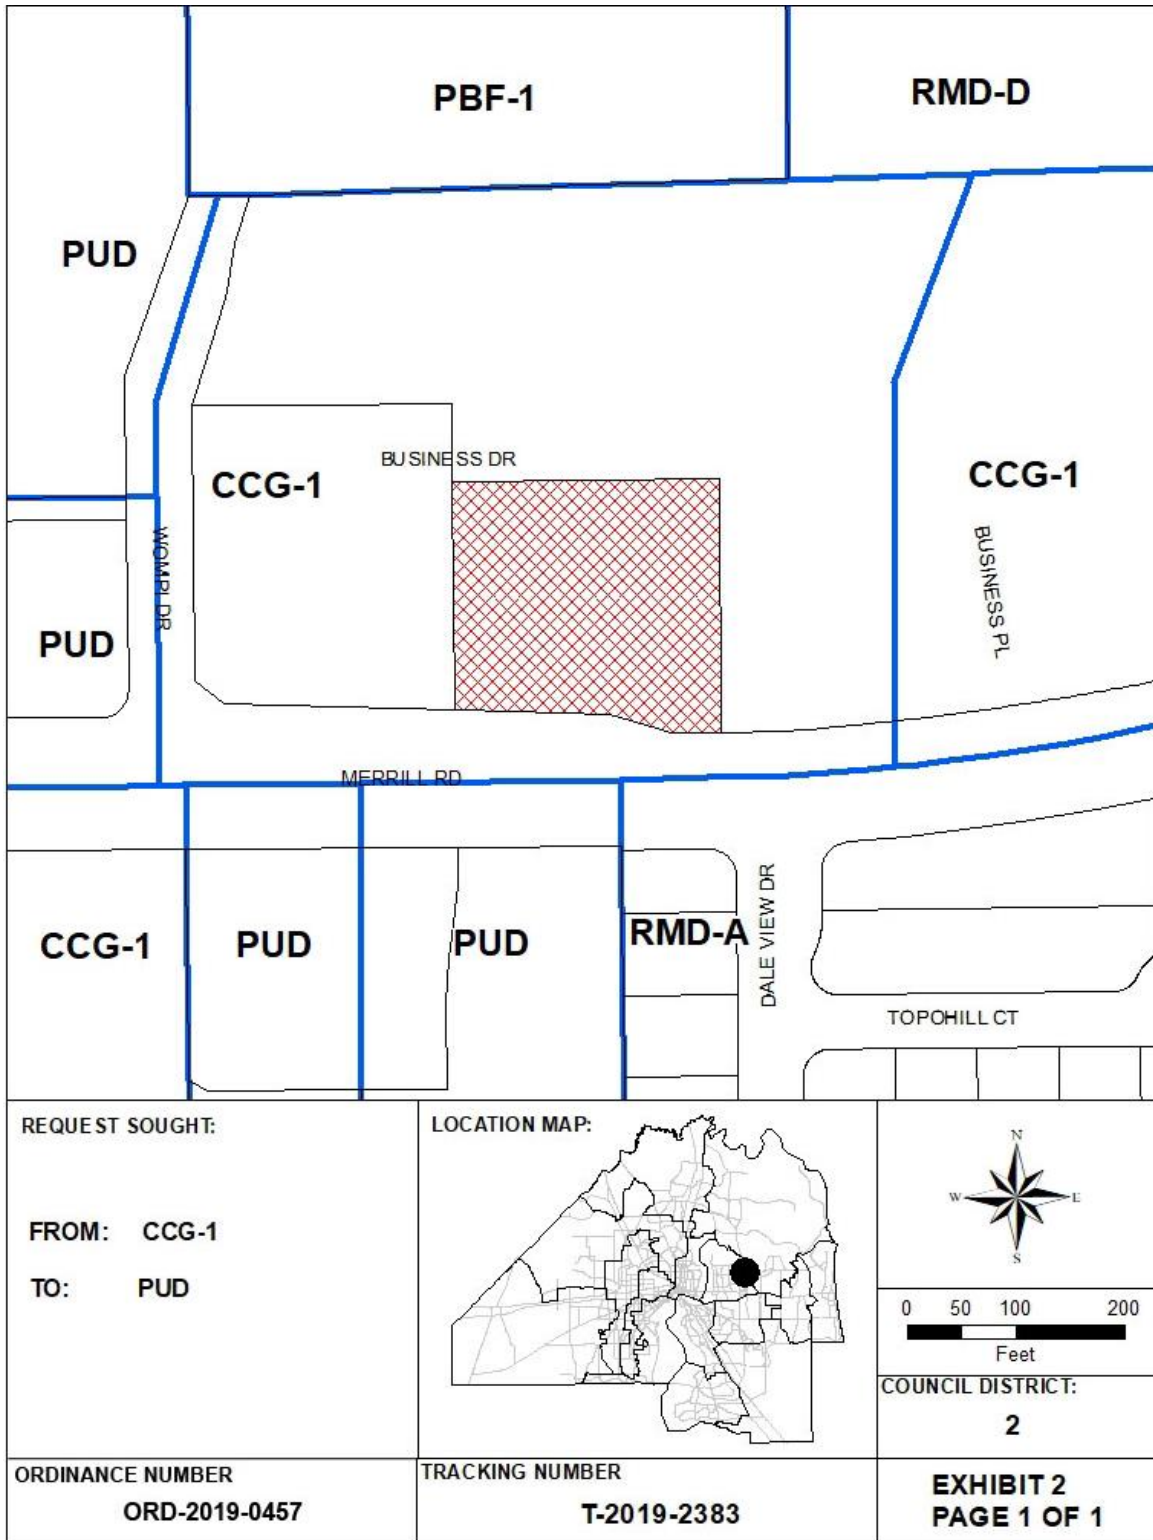 PBF-1
RMD-D
PUD
BUSINESS DR
CCG-1
CCG-1
WOMPI DR
BUSINESS PL
PUD
MERRILL RD
CCG-1
PUD
PUD
RMD-A
DALE VIEW DR
TOPOHILL CT
REQUEST SOUGHT:
FROM: CCG-1
TO: PUD
LOCATION MAP:
N
W
E
S
0 50 100 200
Feet
COUNCIL DISTRICT:
2
ORDINANCE NUMBER
ORD-2019-0457
TRACKING NUMBER
T-2019-2383
EXHIBIT 2
PAGE 1 OF 1